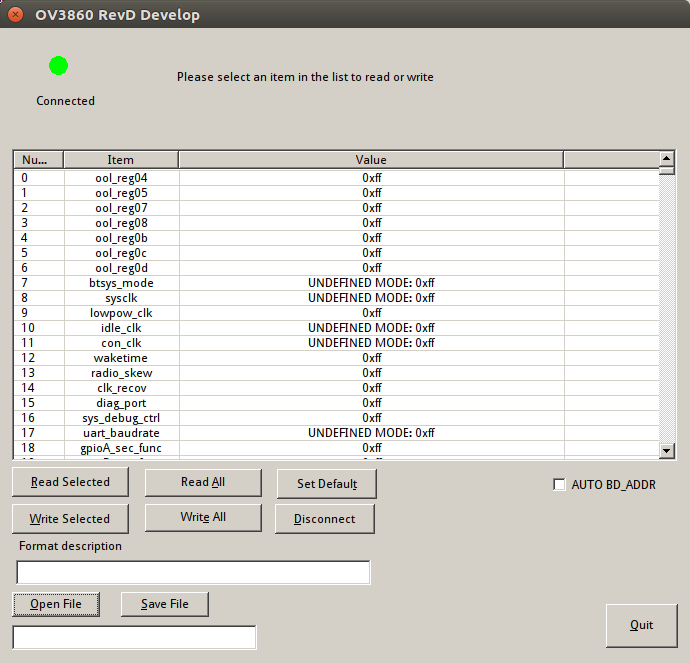 OV3860 RevD Develop
Please select an item in the list to read or write
Connected
Nu... Item Value
0 ool_reg04 0xff
1 ool_reg05 0xff
2 ool_reg07 0xff
3 ool_reg08 0xff
4 ool_reg0b 0xff
5 ool_reg0c 0xff
6 ool_reg0d 0xff
7 btsys_mode UNDEFINED MODE: 0xff
8 sysclk UNDEFINED MODE: 0xff
9 lowpow_clk 0xff
10 idle_clk UNDEFINED MODE: 0xff
11 con_clk UNDEFINED MODE: 0xff
12 waketime 0xff
13 radio_skew 0xff
14 clk_recov 0xff
15 diag_port 0xff
16 sys_debug_ctrl 0xff
17 uart_baudrate UNDEFINED MODE: 0xff
18 gpioA_sec_func 0xff
Read Selected Read All Set Default AUTO BD_ADDR
Write Selected Write All Disconnect
Format description
Open File Save File
Quit